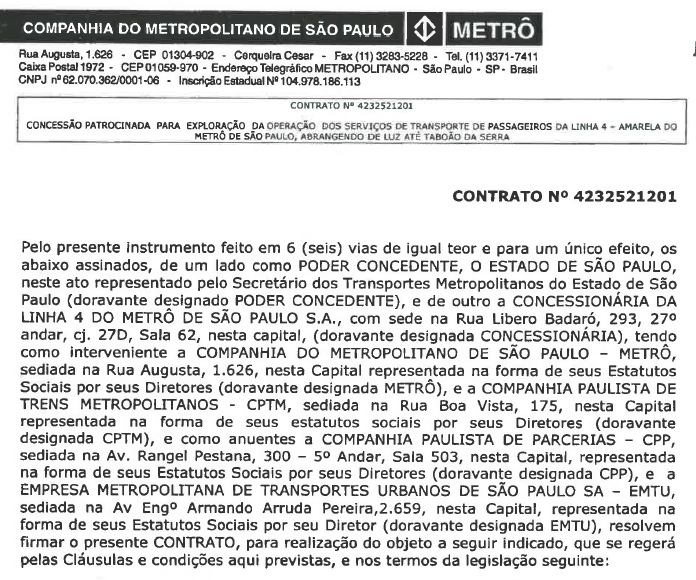 COMPANHIA DO METROPOLITANO DE SÃO PAULO METRÔ
Rua Augusta, 1.626 - CEP 01304-902 - Cerqueira Cesar - Fax (11) 3283-5228 - Tel. (11) 3371-7411
Caixa Postal 1972 - CEP 01059-970 - Endereço Telegráfico METROPOLITANO - São Paulo - SP - Brasil
CNPJ nº 62.070.362/0001-06 - Inscrição Estadual Nº 104.978.186.113
CONTRATO Nº 4232521201
CONCESSÃO PATROCINADA PARA EXPLORAÇÃO DA OPERAÇÃO DOS SERVIÇOS DE TRANSPORTE DE PASSAGEIROS DA LINHA 4 – AMARELA DO
METRÔ DE SÃO PAULO, ABRANGENDO DE LUZ ATÉ TABOÃO DA SERRA
CONTRATO Nº 4232521201
Pelo presente instrumento feito em 6 (seis) vias de igual teor e para um único efeito, os
abaixo assinados, de um lado como PODER CONCEDENTE, O ESTADO DE SÃO PAULO,
neste ato representado pelo Secretário dos Transportes Metropolitanos do Estado de São
Paulo (doravante designado PODER CONCEDENTE), e de outro a CONCESSIONÁRIA DA
LINHA 4 DO METRÔ DE SÃO PAULO S.A., com sede na Rua Libero Badaró, 293, 27º
andar, cj. 27D, Sala 62, nesta capital, (doravante designada CONCESSIONÁRIA), tendo
como interveniente a COMPANHIA DO METROPOLITANO DE SÃO PAULO – METRÔ,
sediada na Rua Augusta, 1.626, nesta Capital representada na forma de seus Estatutos
Sociais por seus Diretores (doravante designada METRÔ), e a COMPANHIA PAULISTA DE
TRENS METROPOLITANOS - CPTM, sediada na Rua Boa Vista, 175, nesta Capital
representada na forma de seus estatutos sociais por seus Diretores (doravante
designada CPTM), e como anuentes a COMPANHIA PAULISTA DE PARCERIAS – CPP,
sediada na Av. Rangel Pestana, 300 – 5º Andar, Sala 503, nesta Capital, representada
na forma de seus Estatutos Sociais por seus Diretores (doravante designada CPP), e a
EMPRESA METROPOLITANA DE TRANSPORTES URBANOS DE SÃO PAULO SA – EMTU,
sediada na Av Engº Armando Arruda Pereira,2.659, nesta Capital, representada na
forma de seus Estatutos Sociais por seu Diretor (doravante designada EMTU), resolvem
firmar o presente CONTRATO, para realização do objeto a seguir indicado, que se regerá
pelas Cláusulas e condições aqui previstas, e nos termos da legislação seguinte: